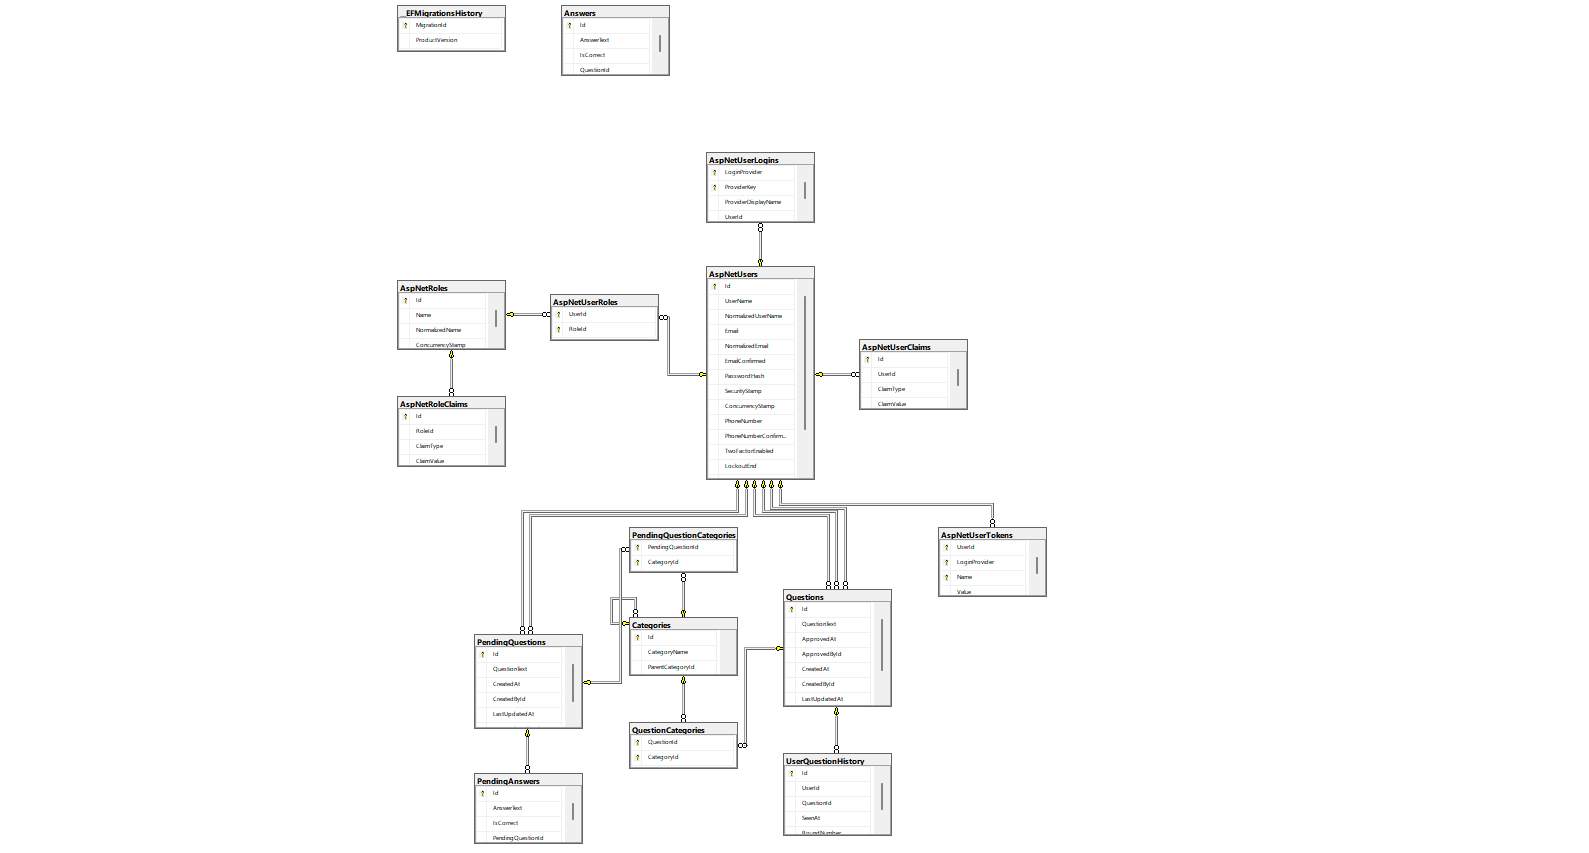 __EFMigrationsHistory
MigrationId
ProductVersion
Answers
Id
AnswerText
IsCorrect
QuestionId
AspNetUserLogins
LoginProvider
ProviderKey
ProviderDisplayName
UserId
AspNetUsers
Id
UserName
NormalizedUserName
Email
NormalizedEmail
EmailConfirmed
PasswordHash
SecurityStamp
ConcurrencyStamp
PhoneNumber
PhoneNumberConfirm...
TwoFactorEnabled
LockoutEnd
AspNetRoles
Id
Name
NormalizedName
ConcurrencyStamp
AspNetUserRoles
UserId
RoleId
AspNetUserClaims
Id
UserId
ClaimType
ClaimValue
AspNetRoleClaims
Id
RoleId
ClaimType
ClaimValue
PendingQuestionCategories
PendingQuestionId
CategoryId
AspNetUserTokens
UserId
LoginProvider
Name
Value
Categories
Id
CategoryName
ParentCategoryId
Questions
Id
QuestionText
ApprovedAt
ApprovedById
CreatedAt
CreatedById
LastUpdatedAt
PendingQuestions
Id
QuestionText
CreatedAt
CreatedById
LastUpdatedAt
QuestionCategories
QuestionId
CategoryId
UserQuestionHistory
Id
UserId
QuestionId
SeenAt
RoundNumber
PendingAnswers
Id
AnswerText
IsCorrect
PendingQuestionId